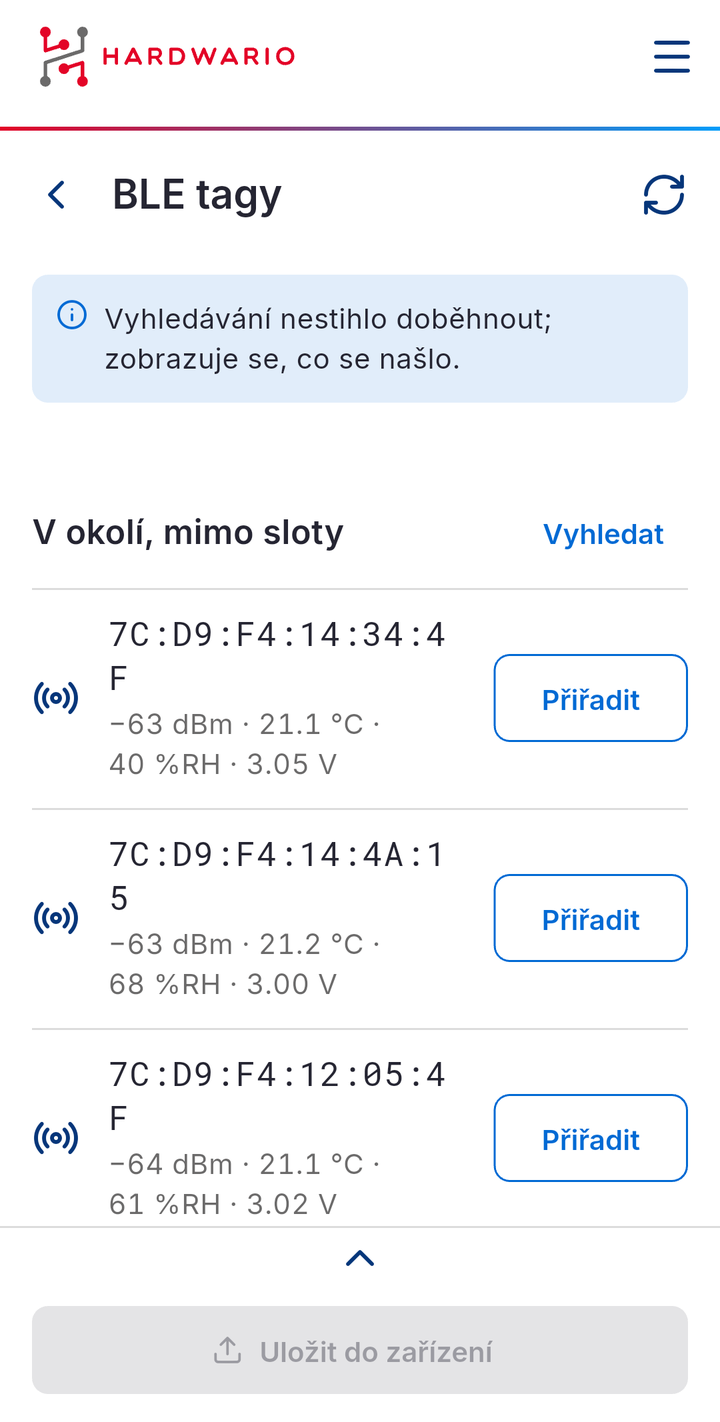 HARDWARIO
BLE tagy
Vyhledávání nestihlo doběhnout;
zobrazuje se, co se našlo.
V okolí, mimo sloty
Vyhledat
7C:D9:F4:14:34:4
F
−63 dBm · 21.1 °C ·
40 %RH · 3.05 V
Přiřadit
7C:D9:F4:14:4A:1
5
−63 dBm · 21.2 °C ·
68 %RH · 3.00 V
Přiřadit
7C:D9:F4:12:05:4
F
−64 dBm · 21.1 °C ·
61 %RH · 3.02 V
Přiřadit
Uložit do zařízení